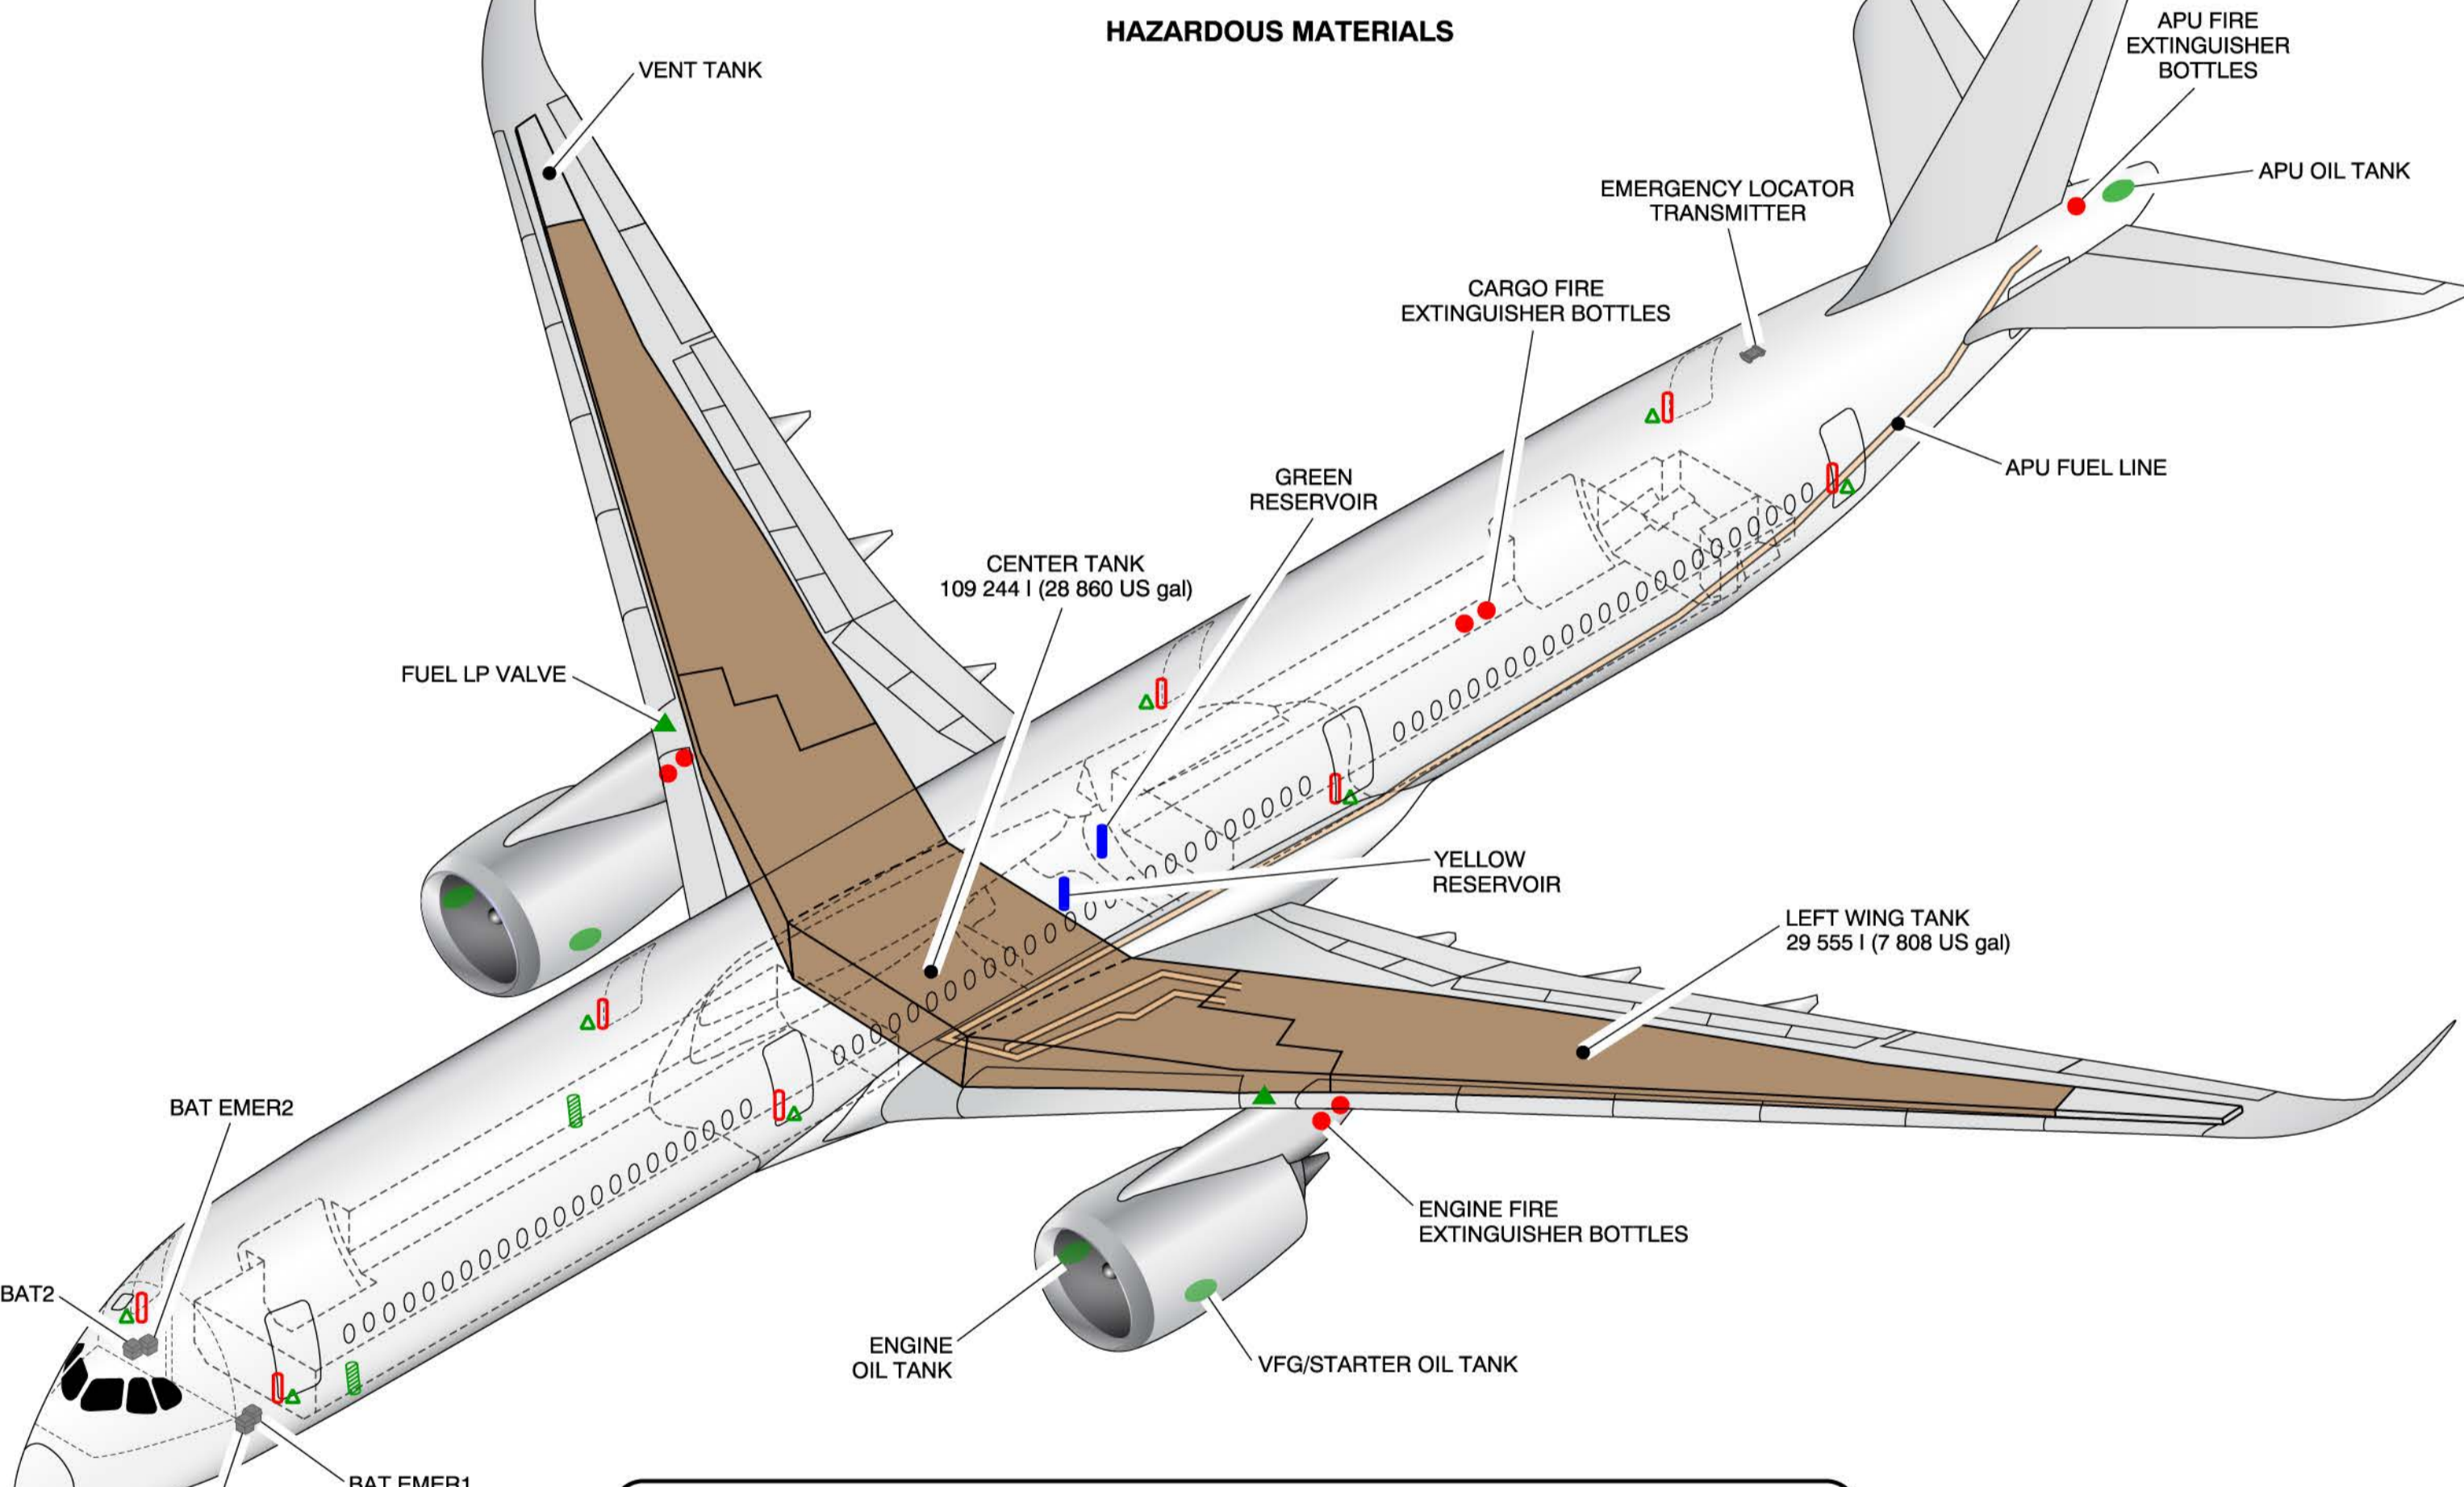 HAZARDOUS MATERIALS
APU FIRE
EXTINGUISHER
BOTTLES
VENT TANK
APU OIL TANK
EMERGENCY LOCATOR
TRANSMITTER
CARGO FIRE
EXTINGUISHER BOTTLES
APU FUEL LINE
GREEN
RESERVOIR
CENTER TANK
109 244 l (28 860 US gal)
FUEL LP VALVE
YELLOW
RESERVOIR
LEFT WING TANK
29 555 l (7 808 US gal)
BAT EMER2
ENGINE FIRE
EXTINGUISHER BOTTLES
BAT2
ENGINE
OIL TANK
VFG/STARTER OIL TANK
BAT EMER1